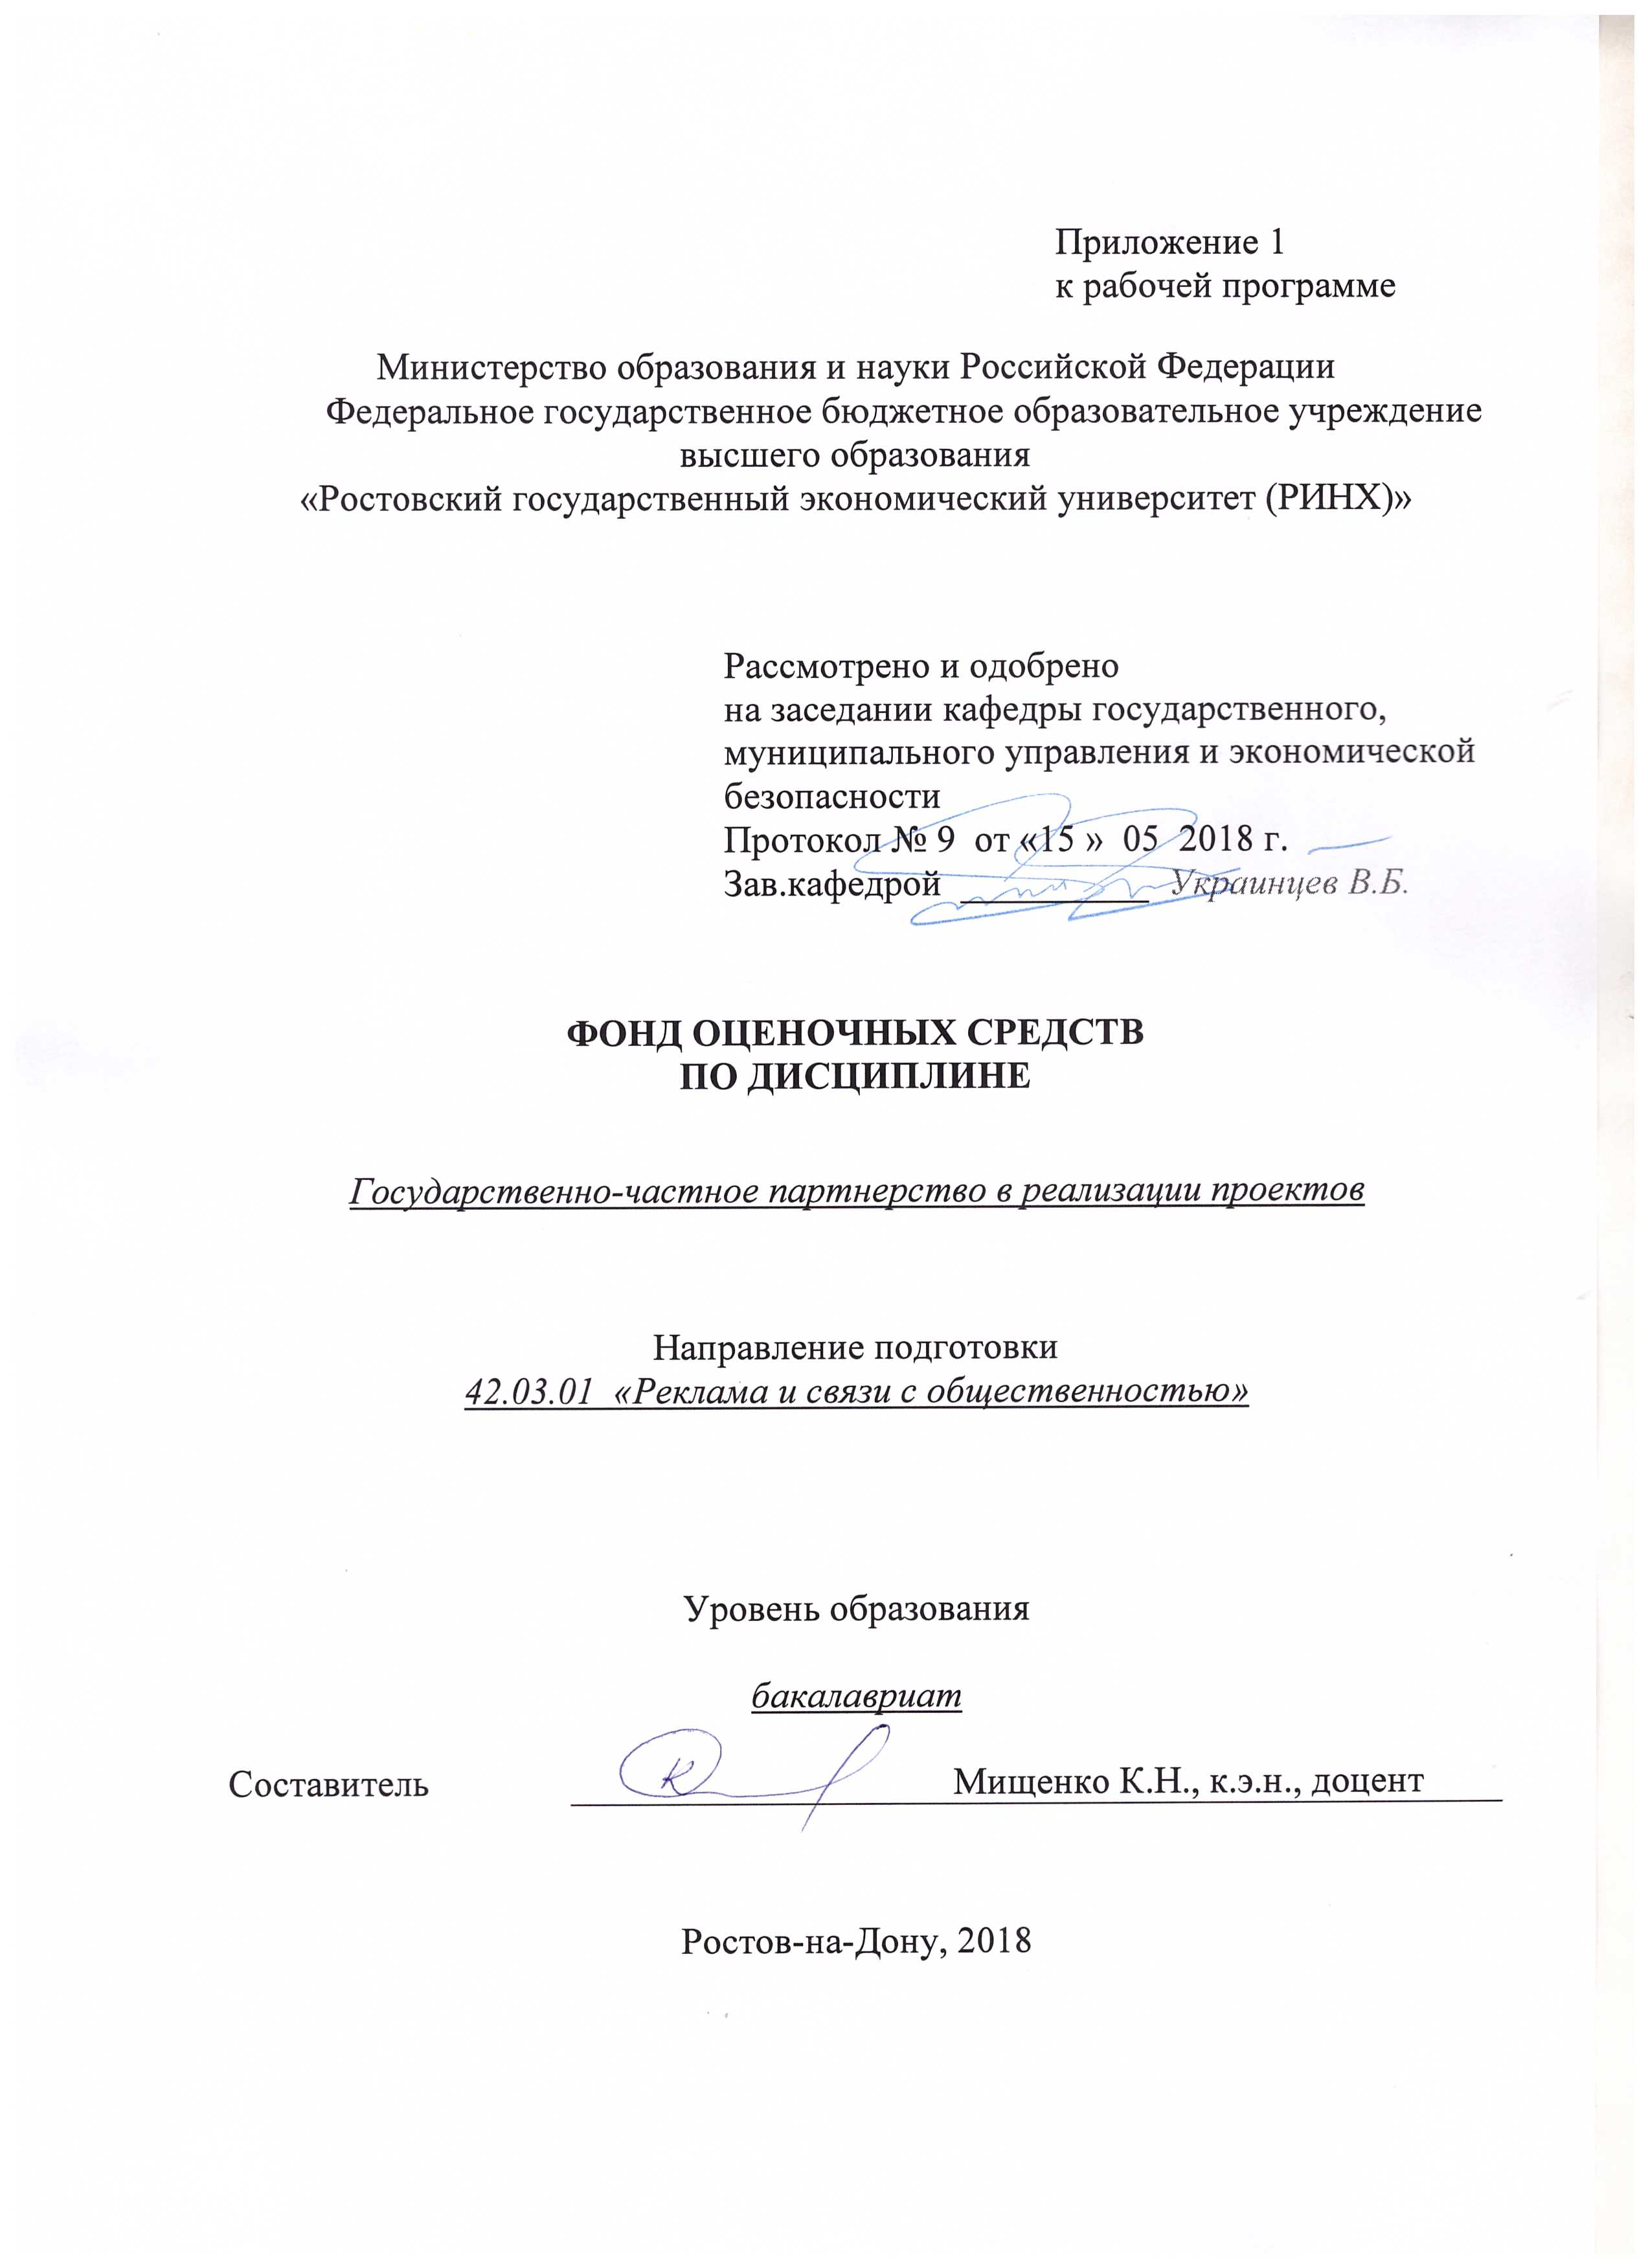 Приложение 1
к рабочей программе
Министерство образования и науки Российской Федерации
Федеральное государственное бюджетное образовательное учреждение
высшего образования
«Ростовский государственный экономический университет (РИНХ)»
Рассмотрено и одобрено
на заседании кафедры государственного,
муниципального управления и экономической
безопасности
Протокол № 9 от «15 » 05 2018 г.
Зав.кафедрой Украинцев В.Б.
ФОНД ОЦЕНОЧНЫХ СРЕДСТВ
ПО ДИСЦИПЛИНЕ
Государственно-частное партнерство в реализации проектов
Направление подготовки
42.03.01 «Реклама и связи с общественностью»
Уровень образования
бакалавриат
Составитель Мищенко К.Н., к.э.н., доцент
Ростов-на-Дону, 2018